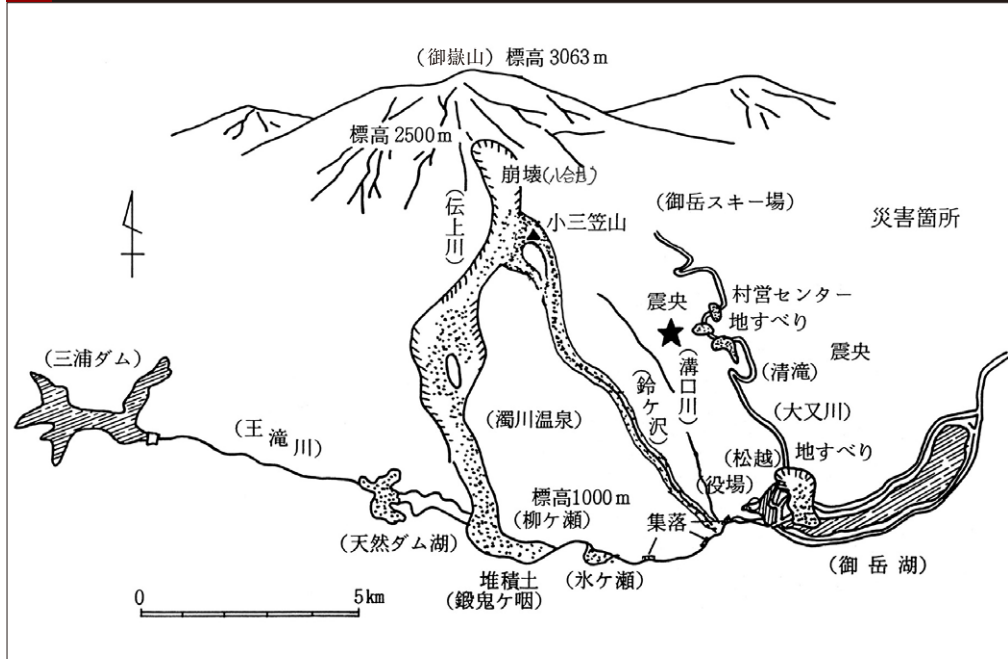 （御嶽山）標高 3063 m
標高 2500 m
崩壊（八合目）
（伝上川）
小三笠山
（御岳スキー場）
災害箇所
震央
村営センター
地すべり
震央
（三浦ダム）
（溝口川）
（清滝）
（鈴ケ沢）
（王滝川）
（濁川温泉）
（大又川）
（松越）
地すべり
（役場）
標高1000 m
（柳ケ瀬）
集落
（天然ダム湖）
堆積土
（氷ケ瀬）
（御岳湖）
（鍛鬼ケ咽）
0
5 km